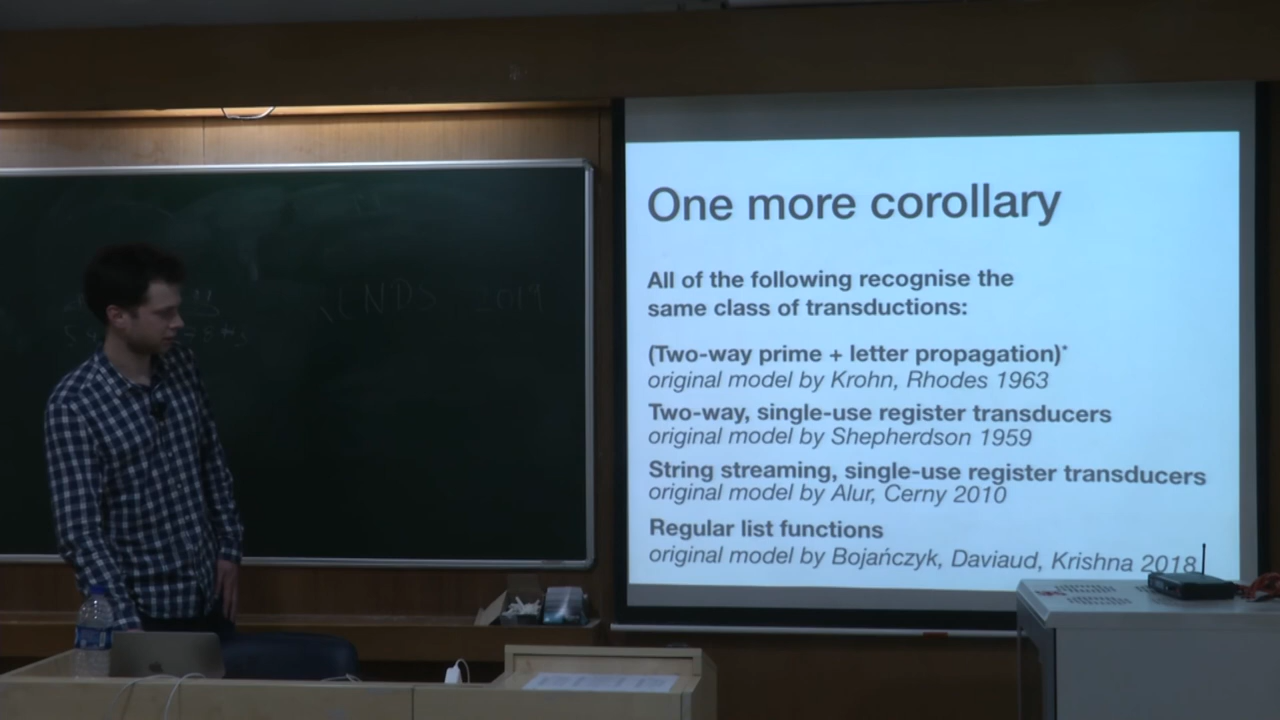 One more corollary
All of the following recognise the
same class of transductions:
(Two-way prime + letter propagation)*
original model by Krohn, Rhodes 1963
Two-way, single-use register transducers
original model by Shepherdson 1959
String streaming, single-use register transducers
original model by Alur, Cerny 2010
Regular list functions
original model by Bojańczyk, Daviaud, Krishna 2018
2019